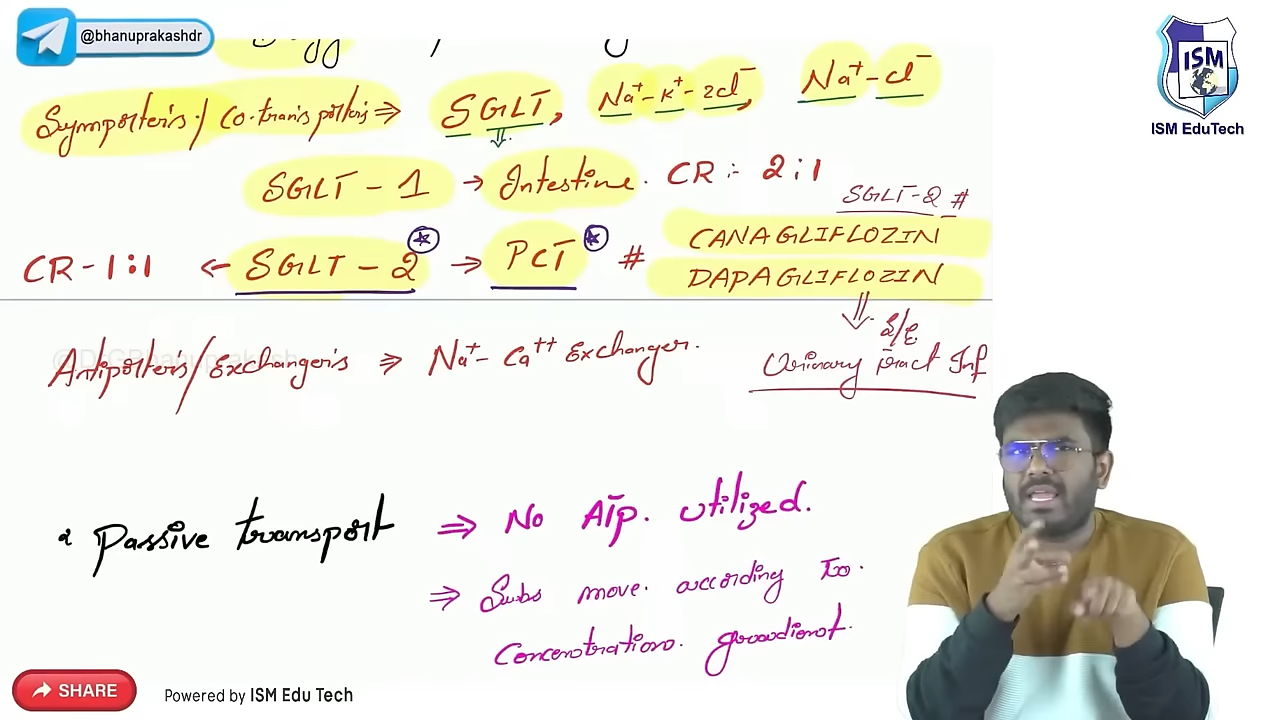 @bhanuprakashdr
ISM
ISM EduTech
Symporters/ Co-transporters ⇒ SGLT, Na⁺-K⁺-2Cl⁻, Na⁺-Cl⁻
SGLT-1 → Intestine. CR :- 2:1
SGLT-2 #
CANAGLIFLOZIN
CR-1:1 ← SGLT-2 → PCT # DAPAGLIFLOZIN
S/E
Urinary tract Inf
Antiporters/Exchangers ⇒ Na⁺- Ca⁺⁺ Exchanger.
Passive transport ⇒ No ATP. utilized.
⇒ Subs move. according to.
Concentration. gradient.
SHARE
Powered by ISM Edu Tech